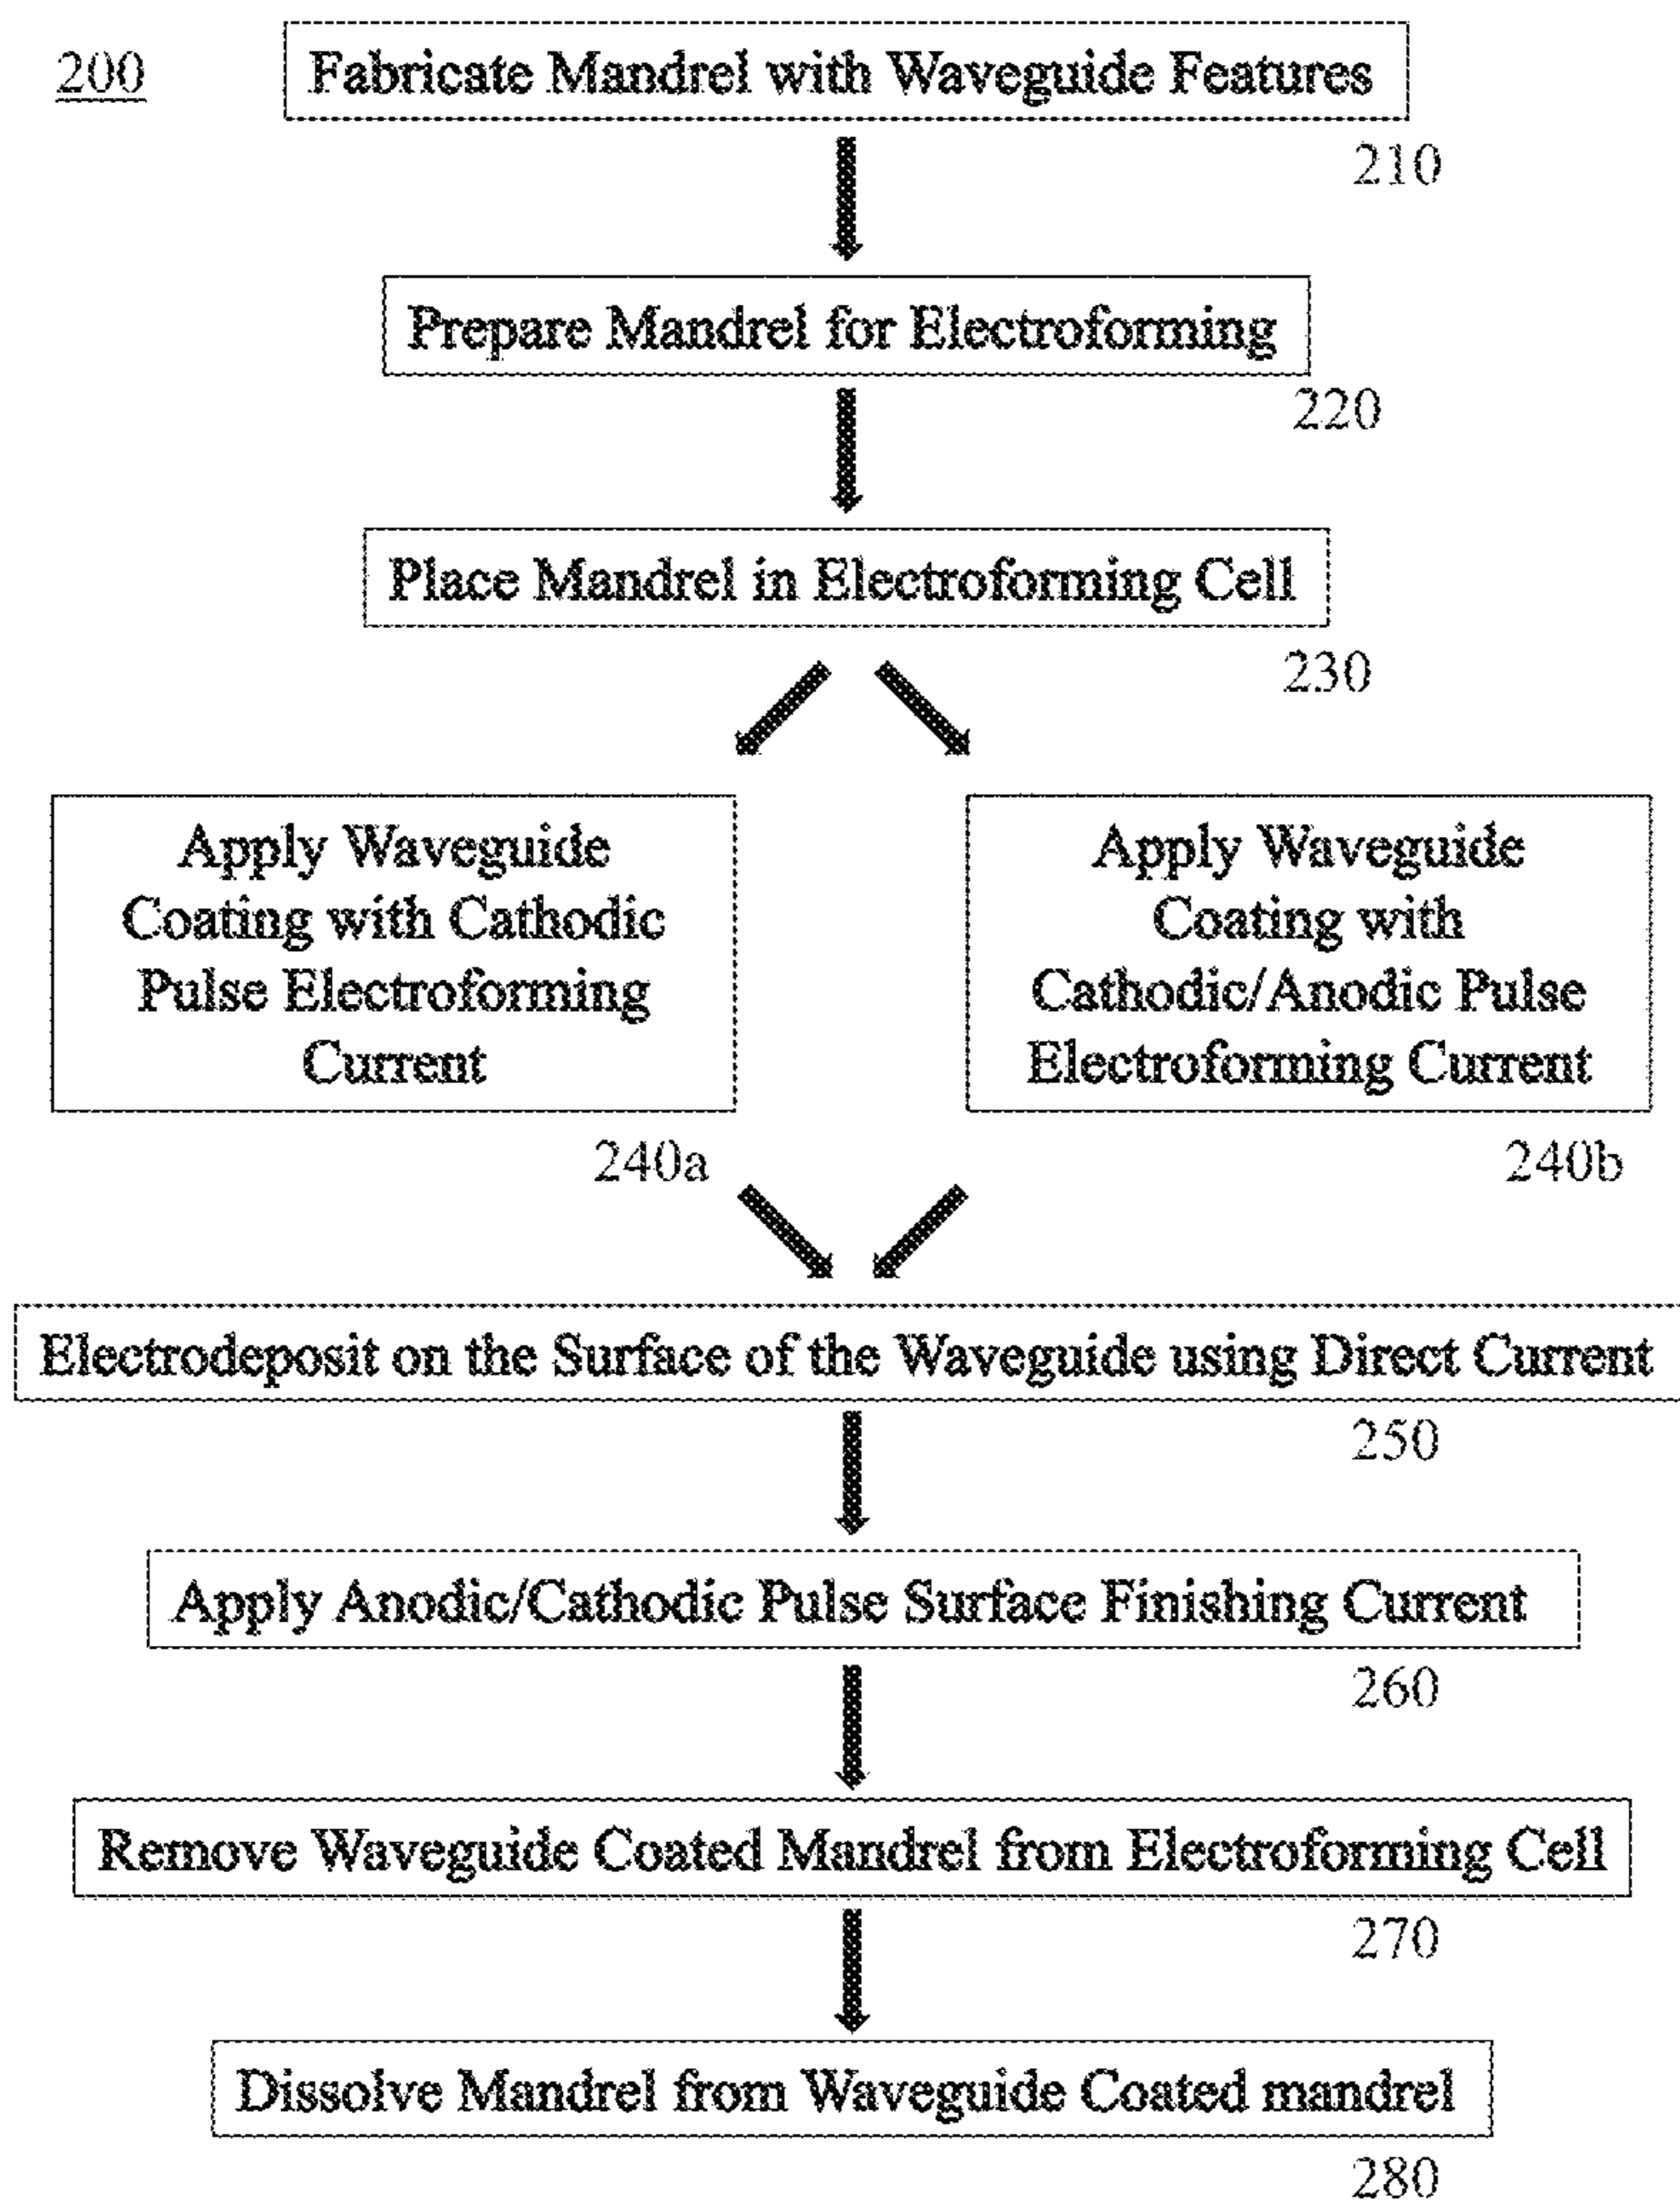 200
Fabricate Mandrel with Waveguide Features
210
Prepare Mandrel for Electroforming
220
Place Mandrel in Electroforming Cell
230
Apply Waveguide
Coating with Cathodic
Pulse Electroforming
Current
240a
Apply Waveguide
Coating with
Cathodic/Anodic Pulse
Electroforming Current
240b
Electrodeposit on the Surface of the Waveguide using Direct Current
250
Apply Anodic/Cathodic Pulse Surface Finishing Current
260
Remove Waveguide Coated Mandrel from Electroforming Cell
270
Dissolve Mandrel from Waveguide Coated mandrel
280